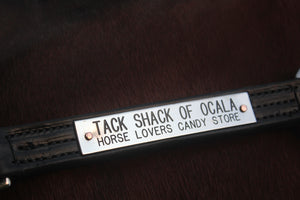 TACK SHACK OF OCALA
HORSE LOVERS CANDY STORE